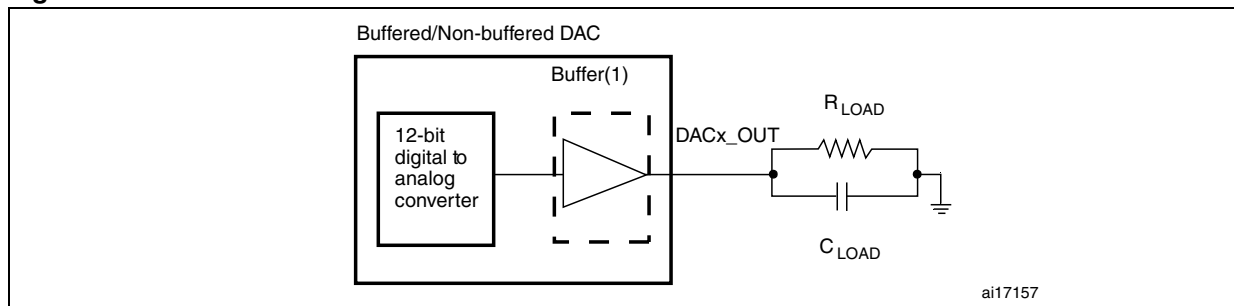 Buffered/Non-buffered DAC
Buffer(1)
12-bit
digital to
analog
converter
DACx_OUT
R LOAD
C LOAD
ai17157